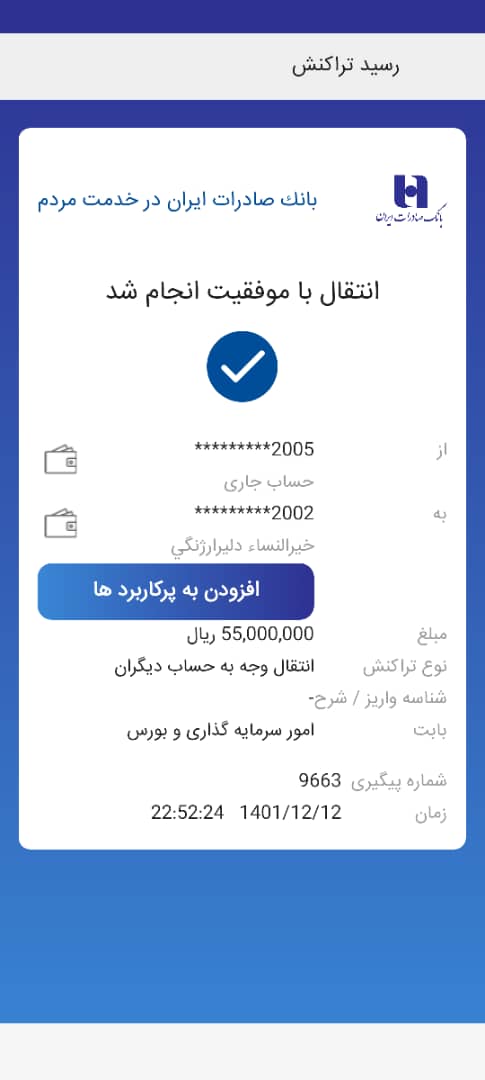 رسید تراکنش
بانك صادرات ایران در خدمت مردم
بانک صادرات ایران
انتقال با موفقیت انجام شد
از 2005*********
حساب جاری
به 2002*********
خیرالنساء دلیرارژنگي
افزودن به پرکاربرد ها
مبلغ 55,000,000 ریال
نوع تراکنش انتقال وجه به حساب دیگران
شناسه واریز / شرح-
بابت امور سرمایه گذاری و بورس
شماره پیگیری 9663
زمان 1401/12/12 22:52:24